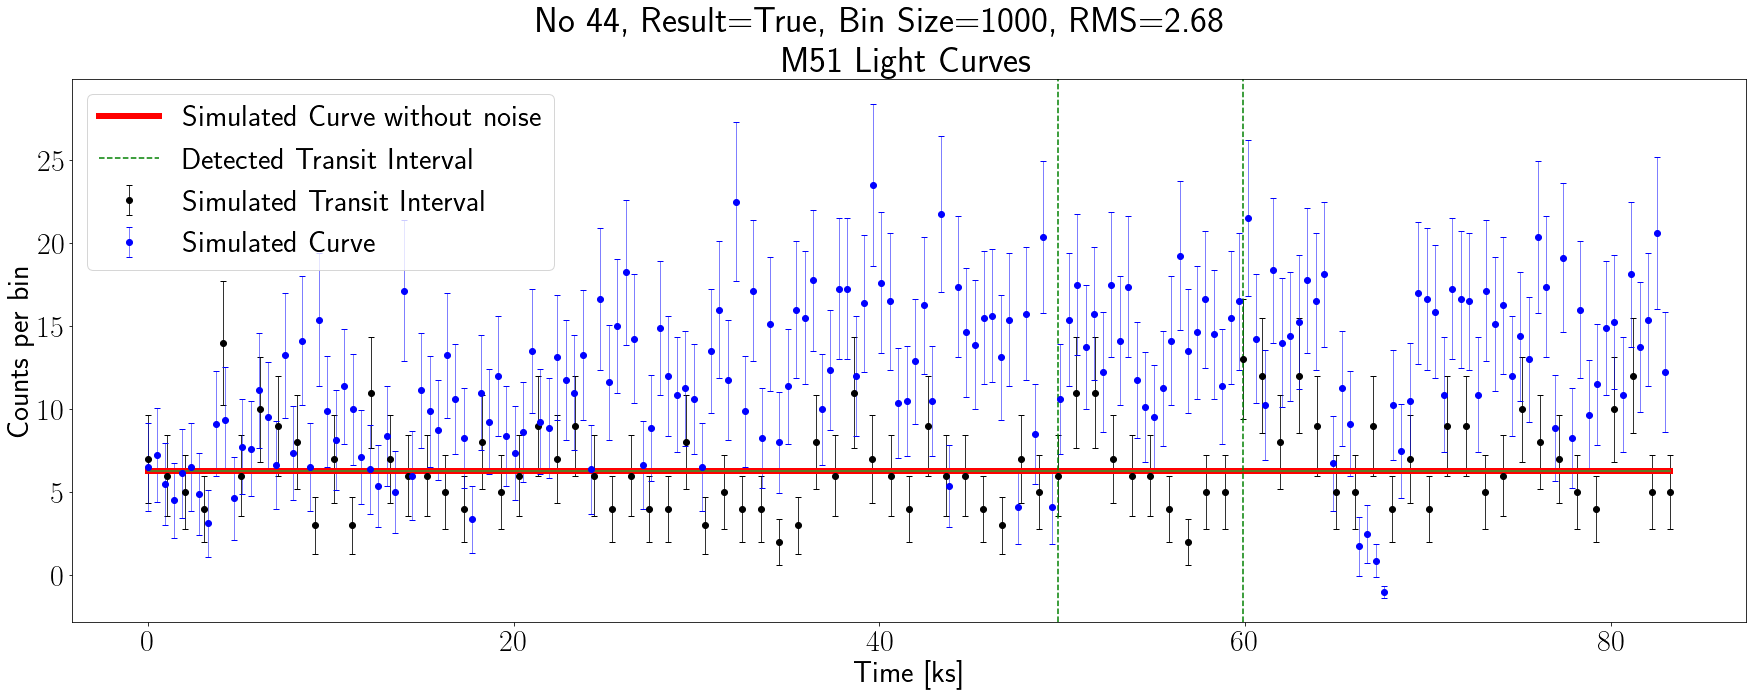 No 44, Result=True, Bin Size=1000, RMS=2.68
M51 Light Curves
Simulated Curve without noise
Detected Transit Interval
Simulated Transit Interval
Simulated Curve
Counts per bin
25
20
15
10
5
0
0 20 40 60 80
Time [ks]